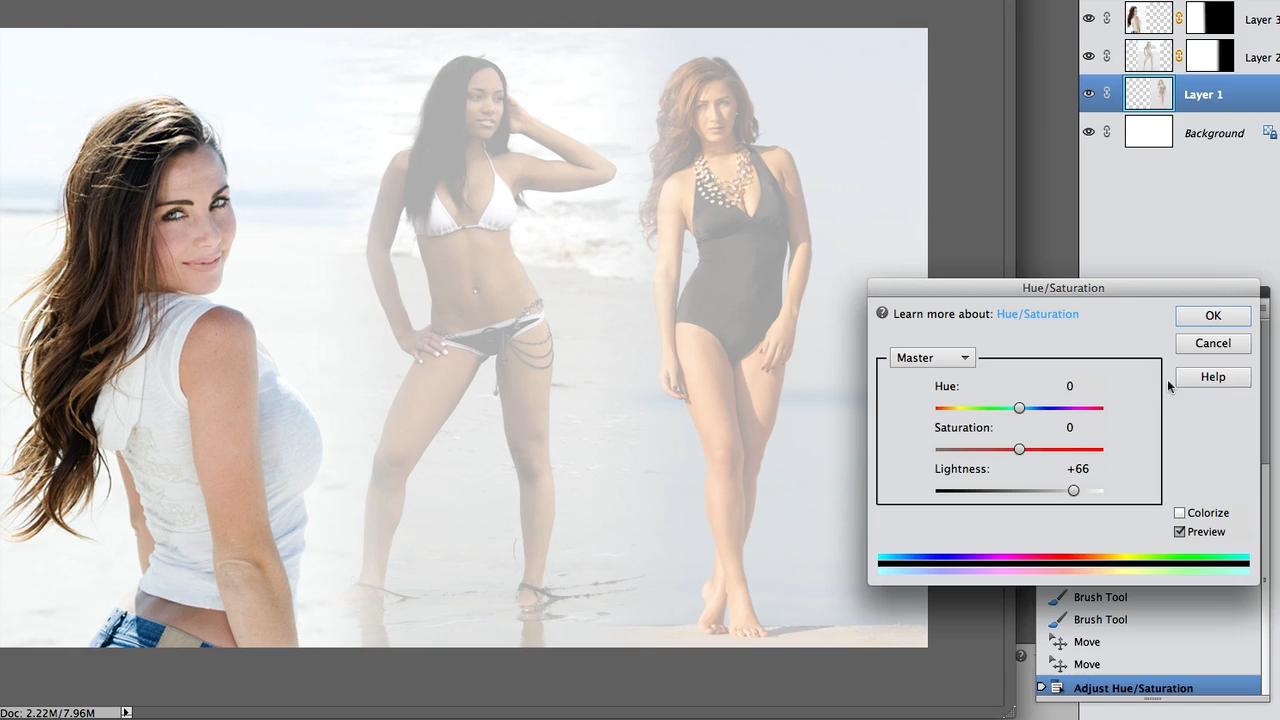 Layer 3
Layer 2
Layer 1
Background
Hue/Saturation
Learn more about: Hue/Saturation
OK
Cancel
Help
Master
Hue: 0
Saturation: 0
Lightness: +66
Colorize
Preview
Brush Tool
Brush Tool
Move
Move
Adjust Hue/Saturation
Doc: 2.22M/7.96M